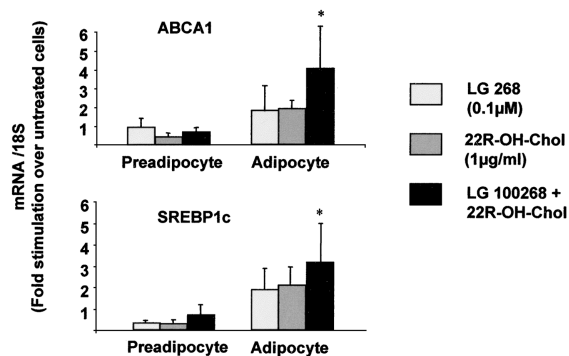 ABCA1
mRNA /18S
(Fold stimulation over untreated cells)
6
5
4
3
2
1
*
Preadipocyte
Adipocyte
SREBP1c
6
5
4
3
2
1
*
Preadipocyte
Adipocyte
LG 268
(0.1µM)
22R-OH-Chol
(1µg/ml)
LG 100268 +
22R-OH-Chol